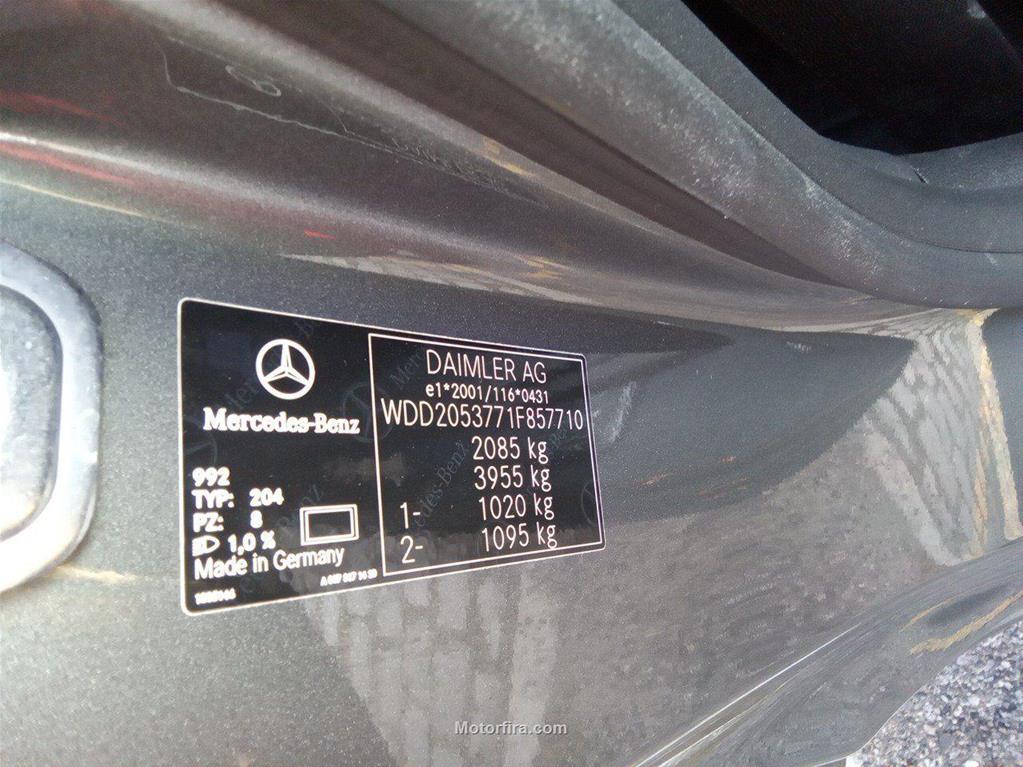 Mercedes-Benz
992
TYP: 204
PZ: 8
1,0 %
Made in Germany
DAIMLER AG
e1*2001/116*0431
WDD2053771F857710
2085 kg
3955 kg
1- 1020 kg
2- 1095 kg
Motorfira.com